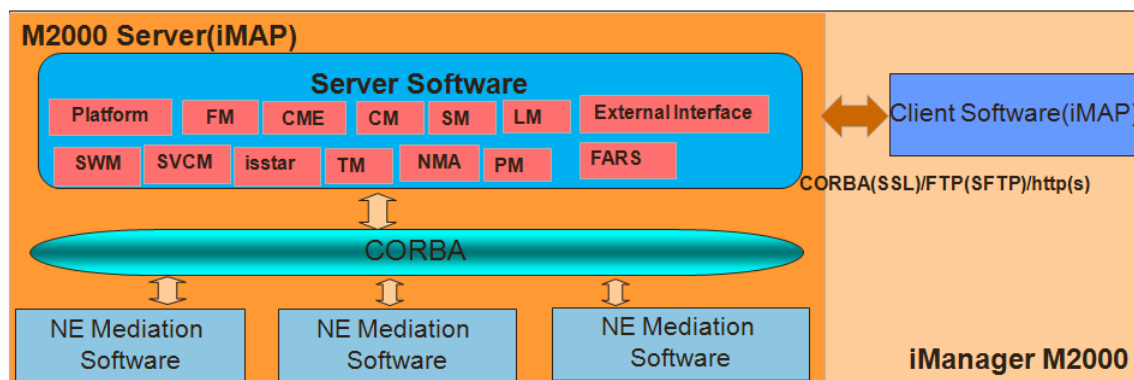 M2000 Server(iMAP)
Server Software
Platform FM CME CM SM LM External Interface
SWM SVCM isstar TM NMA PM FARS
Client Software(iMAP)
CORBA(SSL)/FTP(SFTP)/http(s)
CORBA
NE Mediation
Software
NE Mediation
Software
NE Mediation
Software
iManager M2000